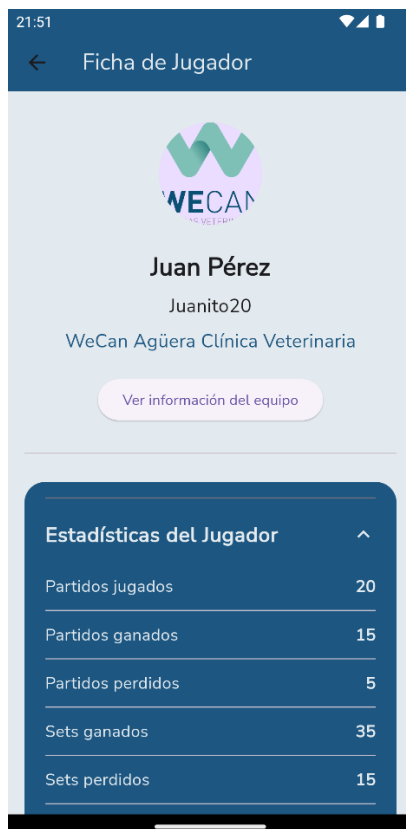 21:51
Ficha de Jugador
WECAN
Juan Pérez
Juanito20
WeCan Agüera Clínica Veterinaria
Ver información del equipo
Estadísticas del Jugador
Partidos jugados 20
Partidos ganados 15
Partidos perdidos 5
Sets ganados 35
Sets perdidos 15